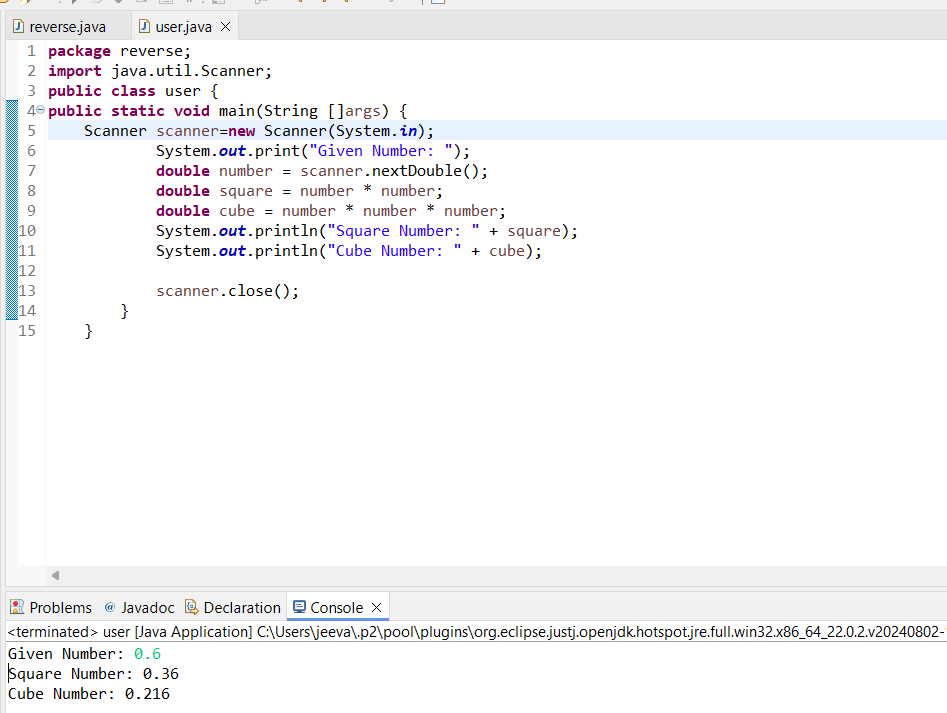 reverse.java user.java
1 package reverse;
2 import java.util.Scanner;
3 public class user {
4 public static void main(String []args) {
5     Scanner scanner=new Scanner(System.in);
6             System.out.print("Given Number: ");
7             double number = scanner.nextDouble();
8             double square = number * number;
9             double cube = number * number * number;
10             System.out.println("Square Number: " + square);
11             System.out.println("Cube Number: " + cube);
12
13             scanner.close();
14         }
15     }
Problems @ Javadoc Declaration Console
<terminated> user [Java Application] C:\Users\jeeva\.p2\pool\plugins\org.eclipse.justj.openjdk.hotspot.jre.full.win32.x86_64_22.0.2.v20240802-
Given Number: 0.6
Square Number: 0.36
Cube Number: 0.216